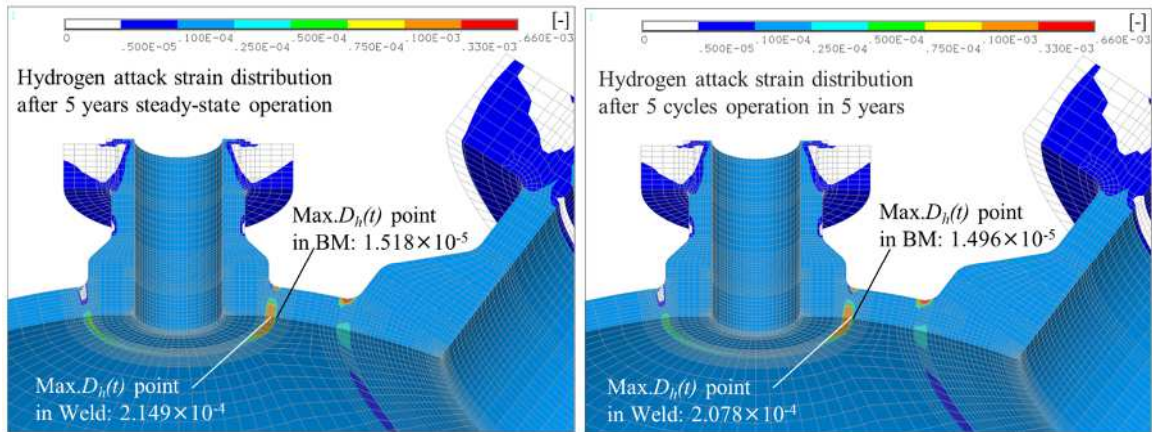 1
[-]
0 .100E-04 .500E-04 .100E-03 .660E-03
.500E-05 .250E-04 .750E-04 .330E-03
Hydrogen attack strain distribution
after 5 years steady-state operation
Max.Dₕ(t) point
in BM: 1.518×10⁻⁵
Max.Dₕ(t) point
in Weld: 2.149×10⁻⁴
1
[-]
0 .100E-04 .500E-04 .100E-03 .660E-03
.500E-05 .250E-04 .750E-04 .330E-03
Hydrogen attack strain distribution
after 5 cycles operation in 5 years
Max.Dₕ(t) point
in BM: 1.496×10⁻⁵
Max.Dₕ(t) point
in Weld: 2.078×10⁻⁴